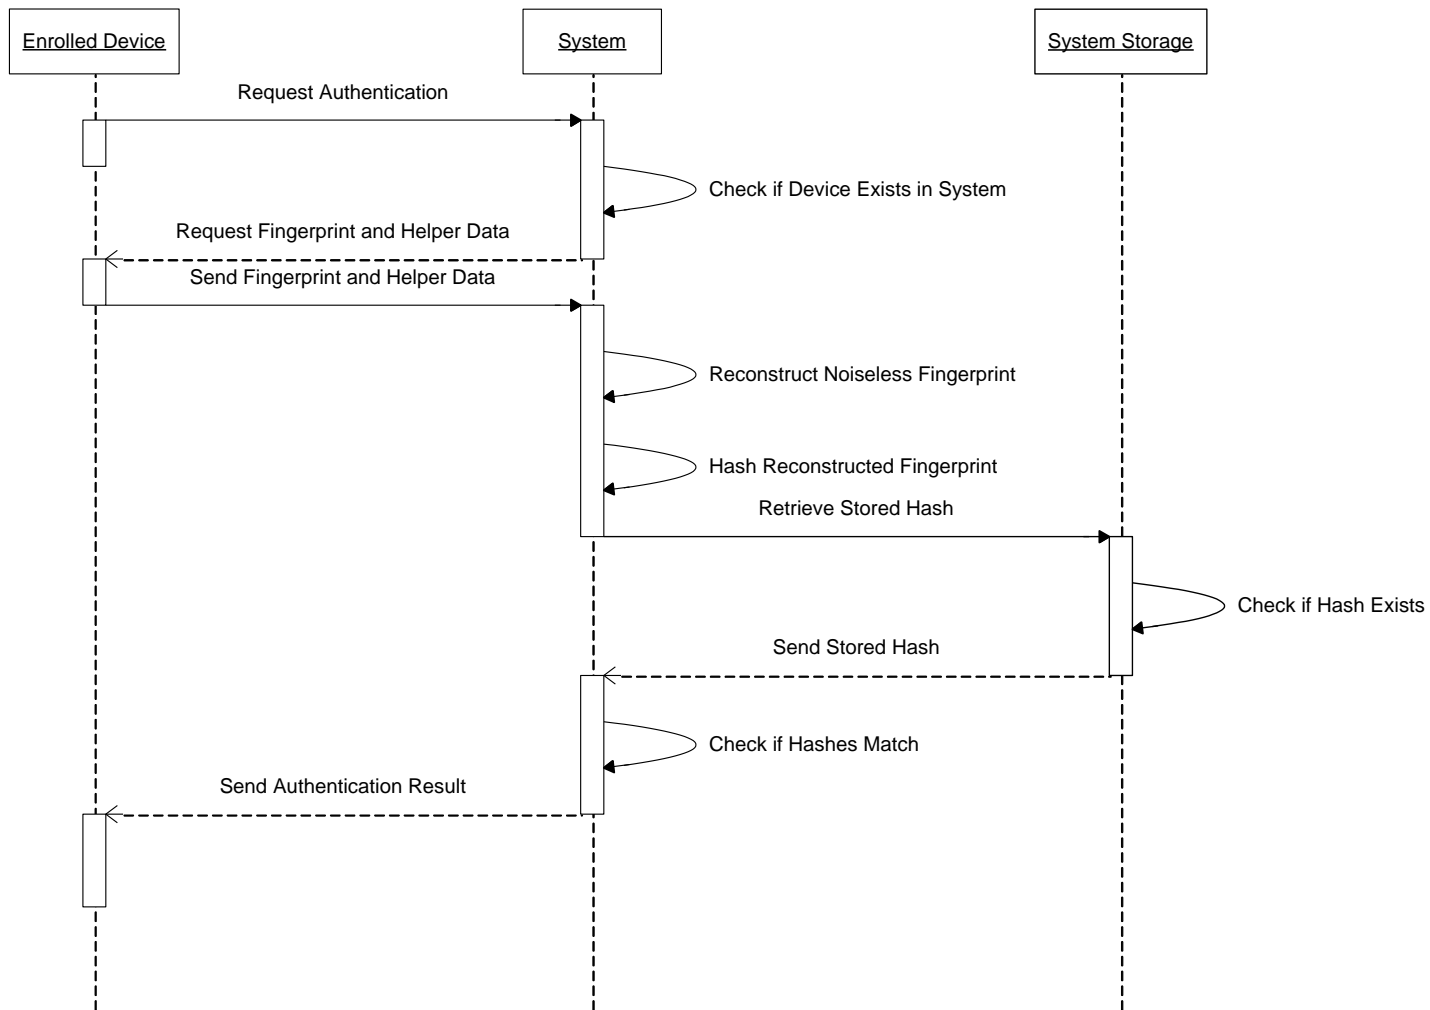 Enrolled Device
System
System Storage
Request Authentication
Check if Device Exists in System
Request Fingerprint and Helper Data
Send Fingerprint and Helper Data
Reconstruct Noiseless Fingerprint
Hash Reconstructed Fingerprint
Retrieve Stored Hash
Check if Hash Exists
Send Stored Hash
Check if Hashes Match
Send Authentication Result